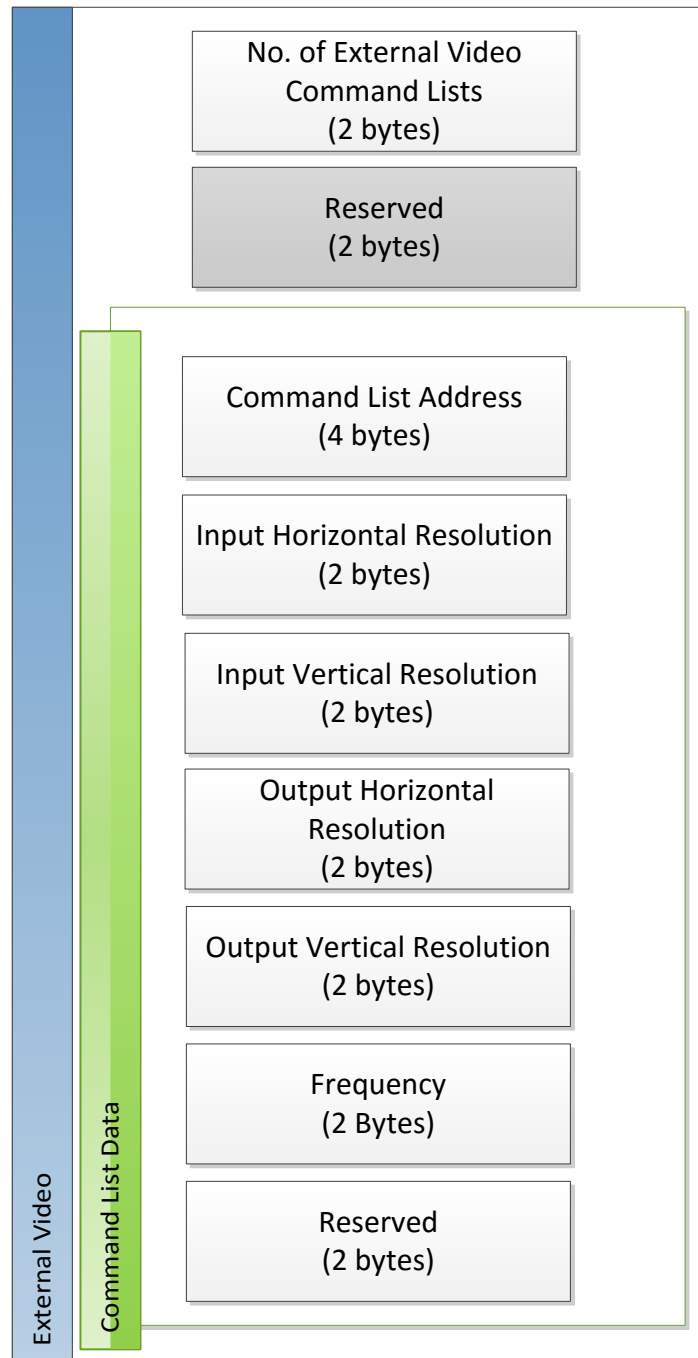 No. of External Video
Command Lists
(2 bytes)
Reserved
(2 bytes)
Command List Address
(4 bytes)
Input Horizontal Resolution
(2 bytes)
Input Vertical Resolution
(2 bytes)
Output Horizontal
Resolution
(2 bytes)
Output Vertical Resolution
(2 bytes)
Frequency
(2 Bytes)
Reserved
(2 bytes)
Command List Data
External Video